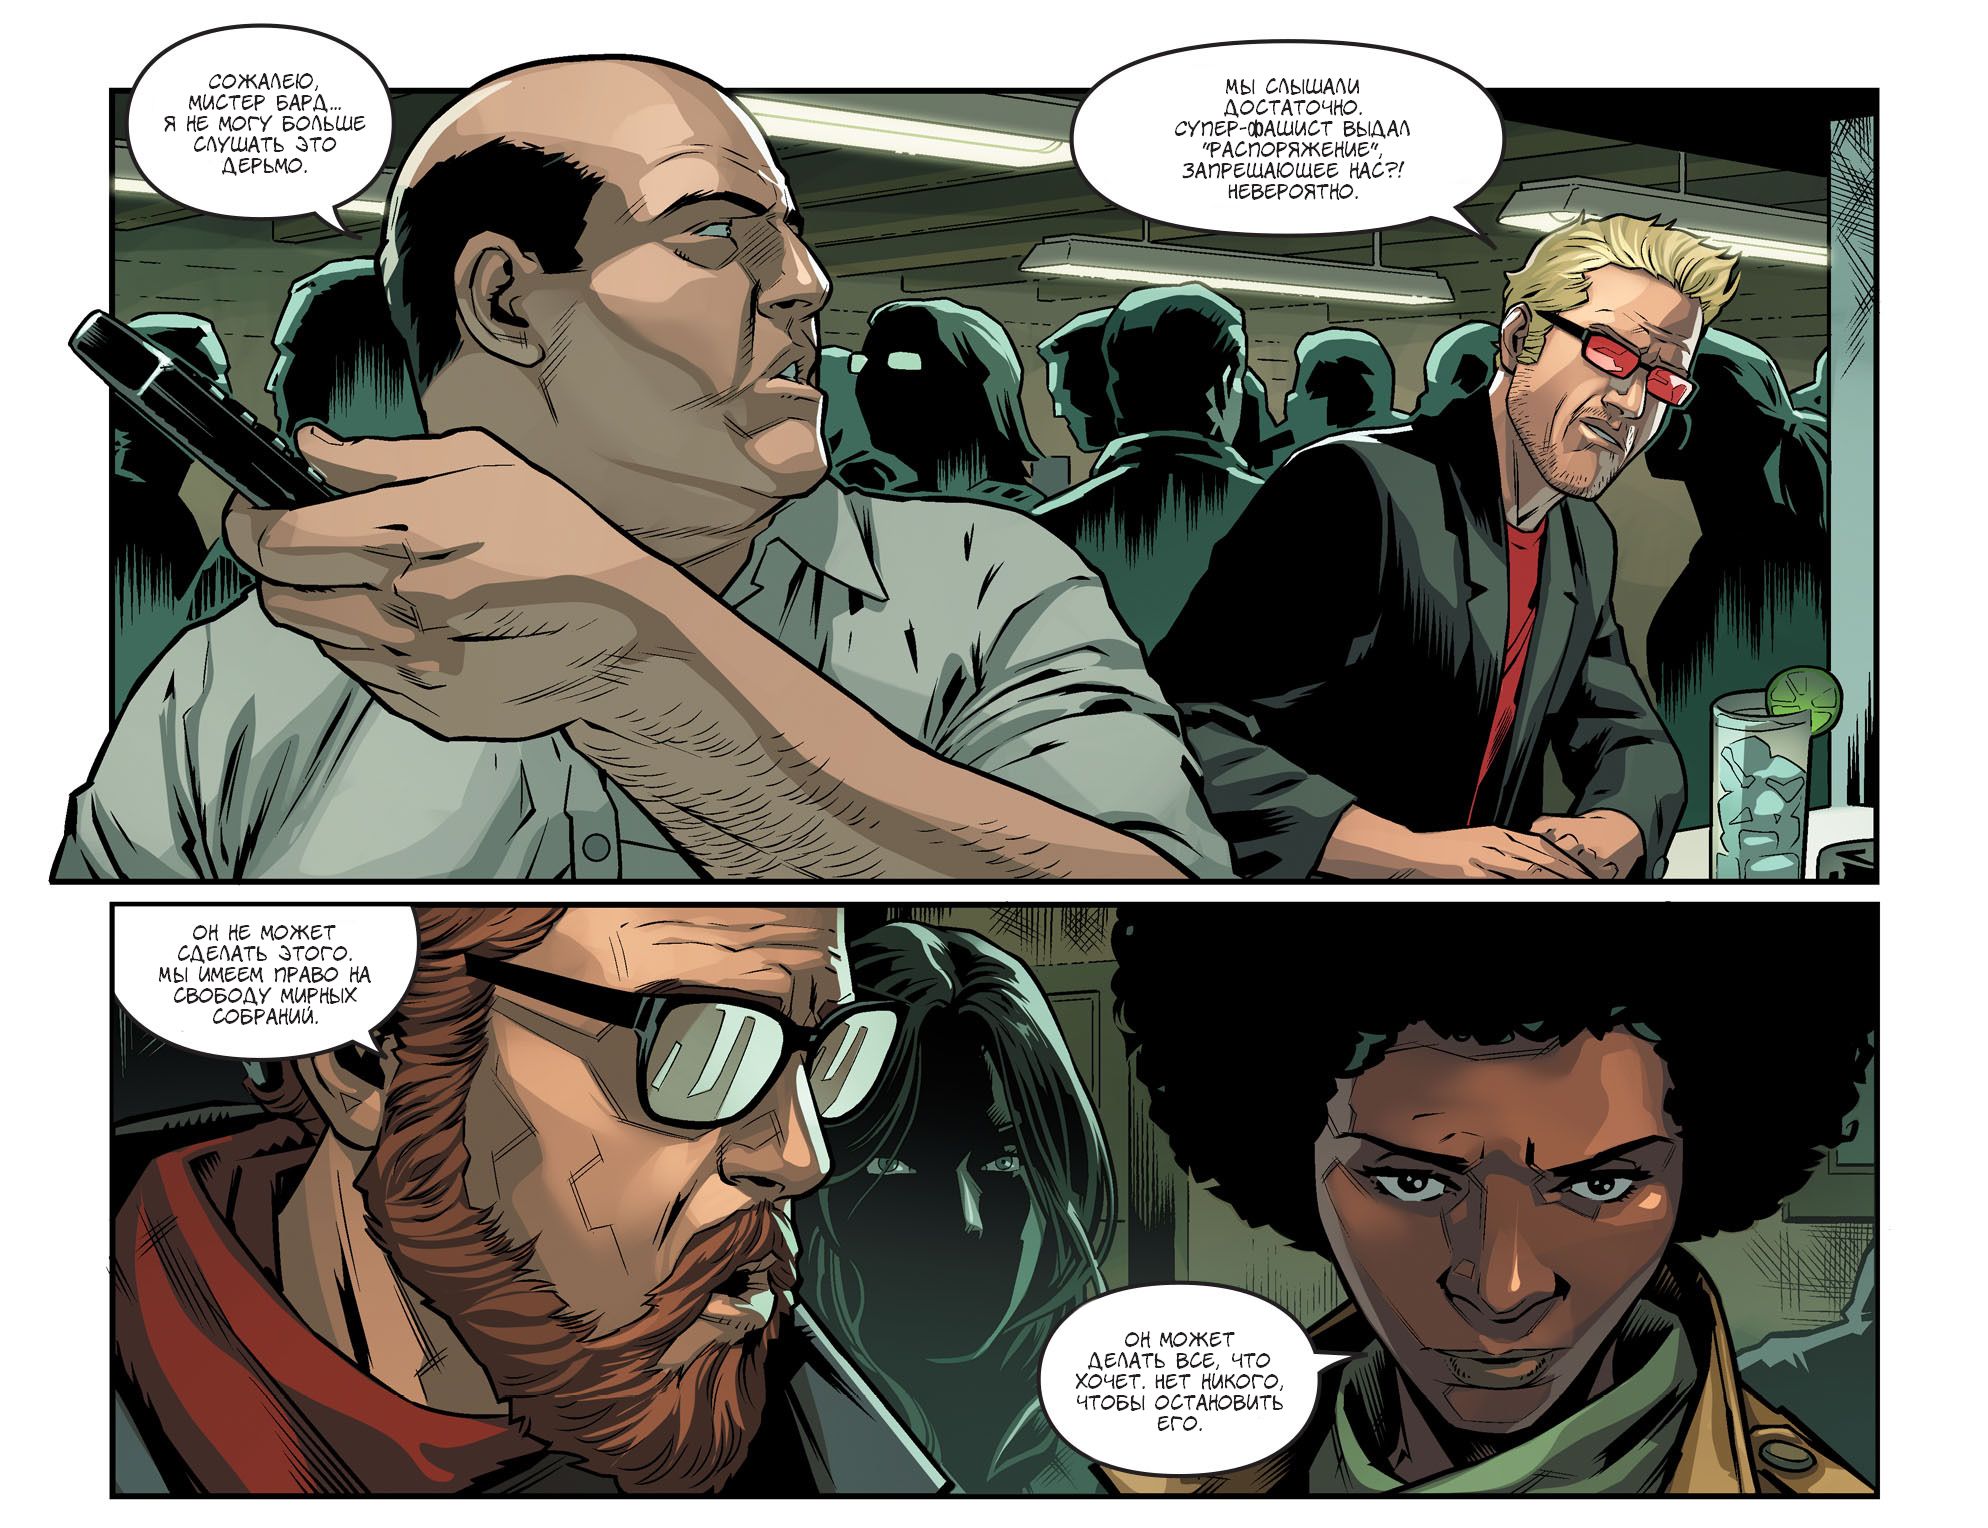 СОЖАЛЕЮ,
МИСТЕР БАРД...
Я НЕ МОГУ БОЛЬШЕ
СЛУШАТЬ ЭТО
ДЕРЬМО.
МЫ СЛЫШАЛИ
ДОСТАТОЧНО.
СУПЕР-ФАШИСТ ВЫДАЛ
"РАСПОРЯЖЕНИЕ",
ЗАПРЕЩАЮЩЕЕ НАС?!
НЕВЕРОЯТНО.
ОН НЕ МОЖЕТ
СДЕЛАТЬ ЭТОГО.
МЫ ИМЕЕМ ПРАВО НА
СВОБОДУ МИРНЫХ
СОБРАНИЙ.
ОН МОЖЕТ
ДЕЛАТЬ ВСЕ, ЧТО
ХОЧЕТ. НЕТ НИКОГО,
ЧТОБЫ ОСТАНОВИТЬ
ЕГО.